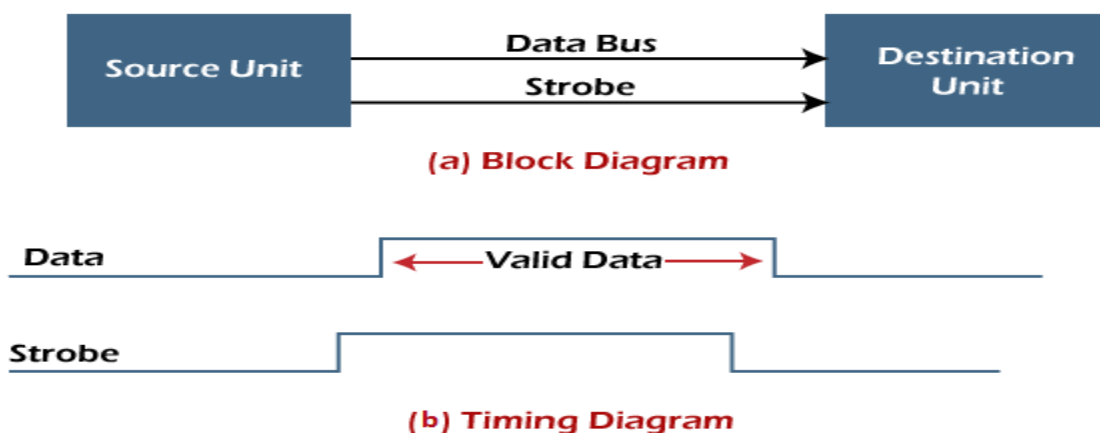 Source Unit
Data Bus
Strobe
Destination
Unit
(a) Block Diagram
Data
Valid Data
Strobe
(b) Timing Diagram